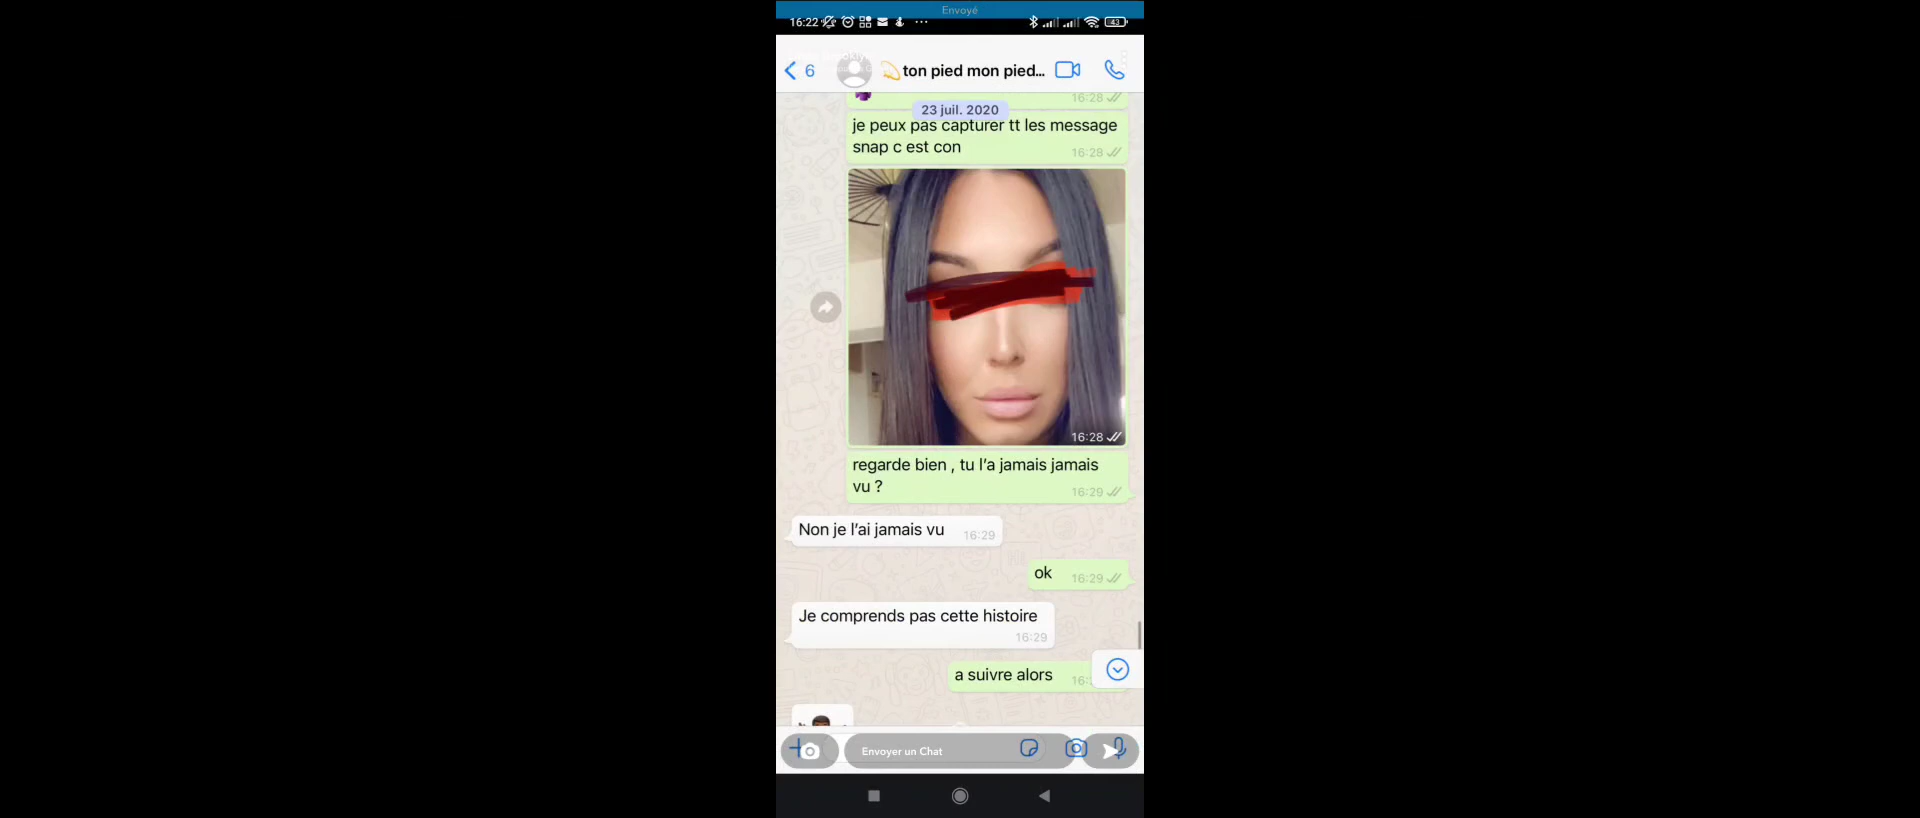 Envoyé
16:22
43
6
💫ton pied mon pied...
16:28
23 juil. 2020
je peux pas capturer tt les message
snap c est con
16:28
16:28
regarde bien , tu l’a jamais jamais
vu ?
16:29
Non je l’ai jamais vu
16:29
ok
16:29
Je comprends pas cette histoire
16:29
a suivre alors
16:
Envoyer un Chat